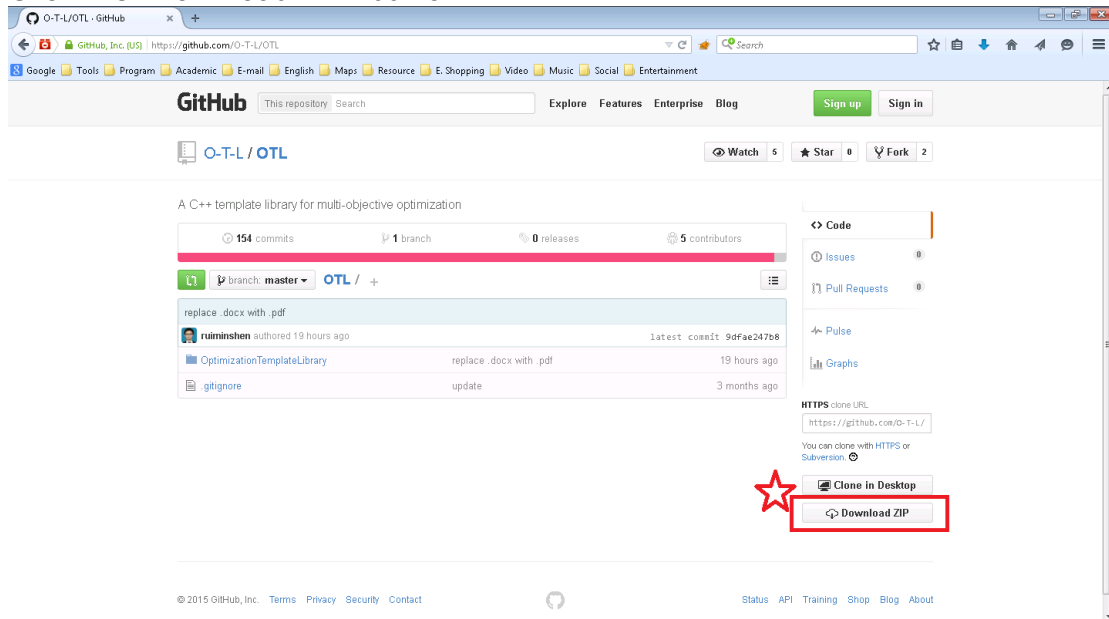 O-T-L/OTL · GitHub × +
GitHub, Inc. (US) https://github.com/O-T-L/OTL Search
Google Tools Program Academic E-mail English Maps Resource E. Shopping Video Music Social Entertainment
GitHub This repository Search Explore Features Enterprise Blog Sign up Sign in
O-T-L / OTL Watch 5 Star 0 Fork 2
A C++ template library for multi-objective optimization
154 commits 1 branch 0 releases 5 contributors
branch: master OTL / +
replace .docx with .pdf
ruiminshen authored 19 hours ago latest commit 9dfae247b8
OptimizationTemplateLibrary replace .docx with .pdf 19 hours ago
.gitignore update 3 months ago
<> Code
Issues 0
Pull Requests 0
Pulse
Graphs
HTTPS clone URL
https://github.com/O-T-L/
You can clone with HTTPS or
Subversion.
Clone in Desktop
Download ZIP
© 2015 GitHub, Inc. Terms Privacy Security Contact Status API Training Shop Blog About